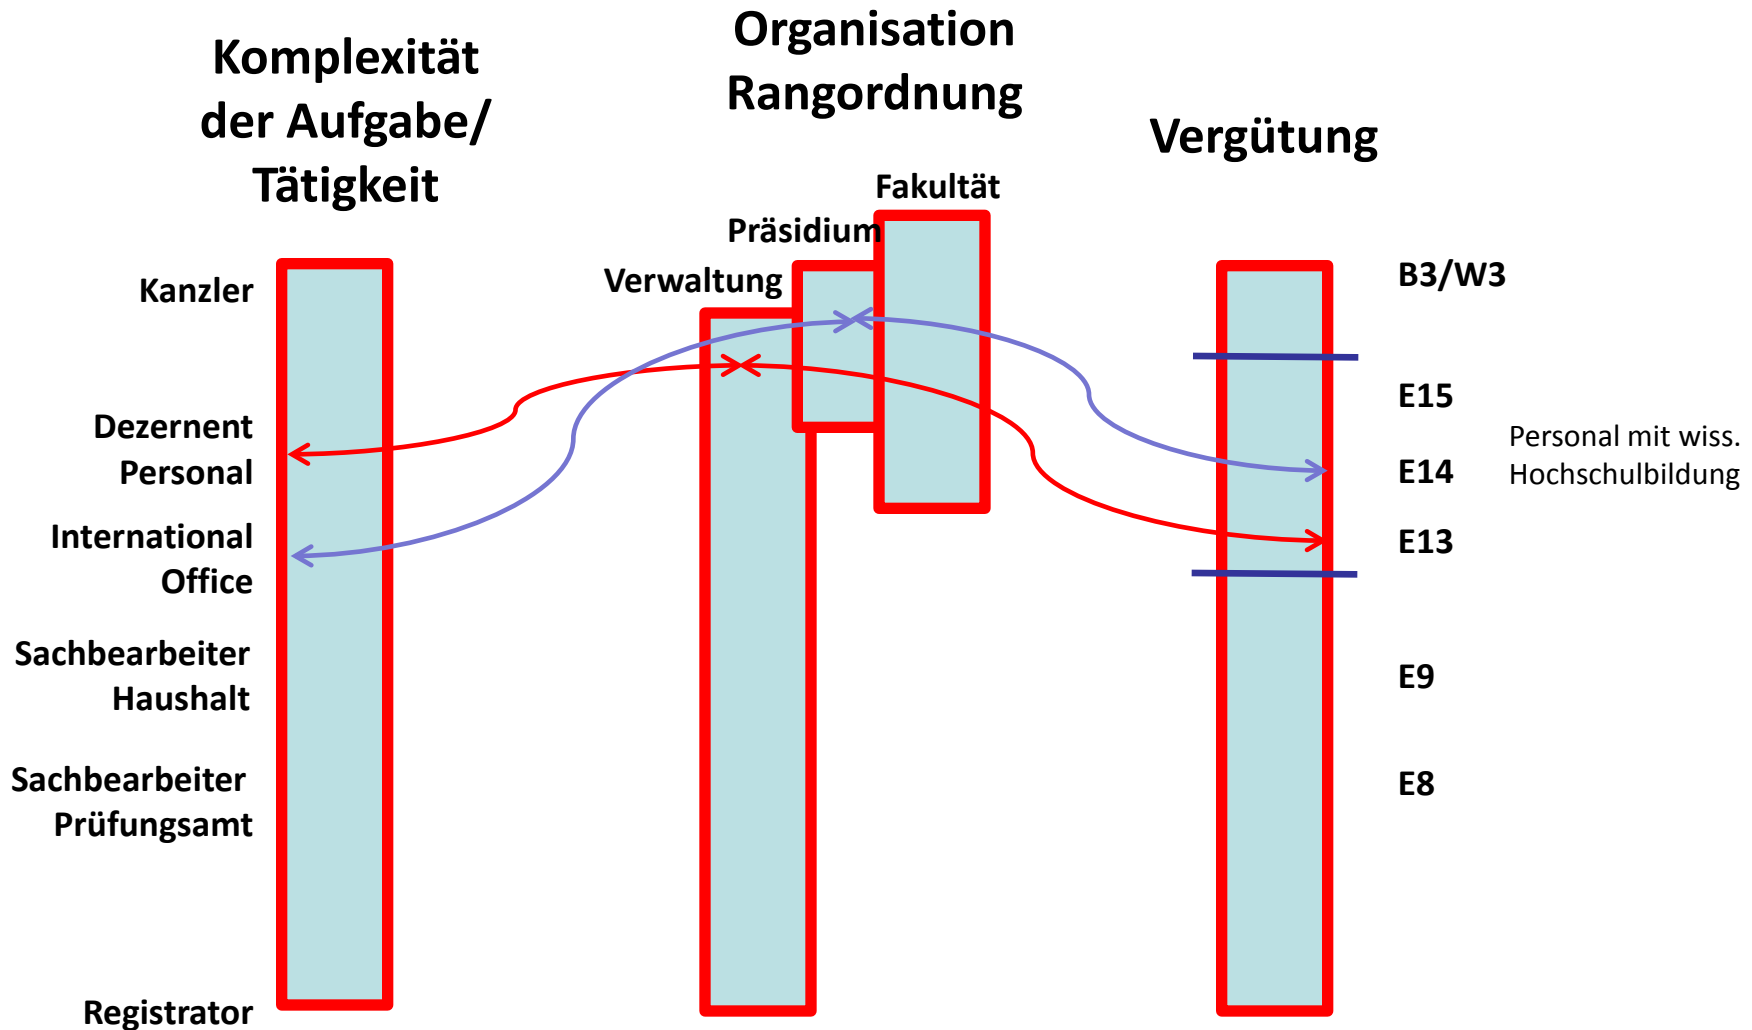 Komplexität
der Aufgabe/
Tätigkeit
Organisation
Rangordnung
Vergütung
Fakultät
Präsidium
Verwaltung
Kanzler
Dezernent
Personal
International
Office
Sachbearbeiter
Haushalt
Sachbearbeiter
Prüfungsamt
Registrator
B3/W3
E15
E14
E13
E9
E8
Personal mit wiss.
Hochschulbildung